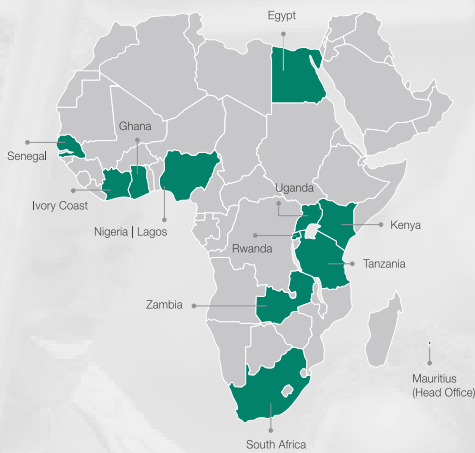 Egypt
Ghana
Senegal
Uganda
Ivory Coast
Kenya
Nigeria | Lagos
Rwanda
Tanzania
Zambia
Mauritius
(Head Office)
South Africa